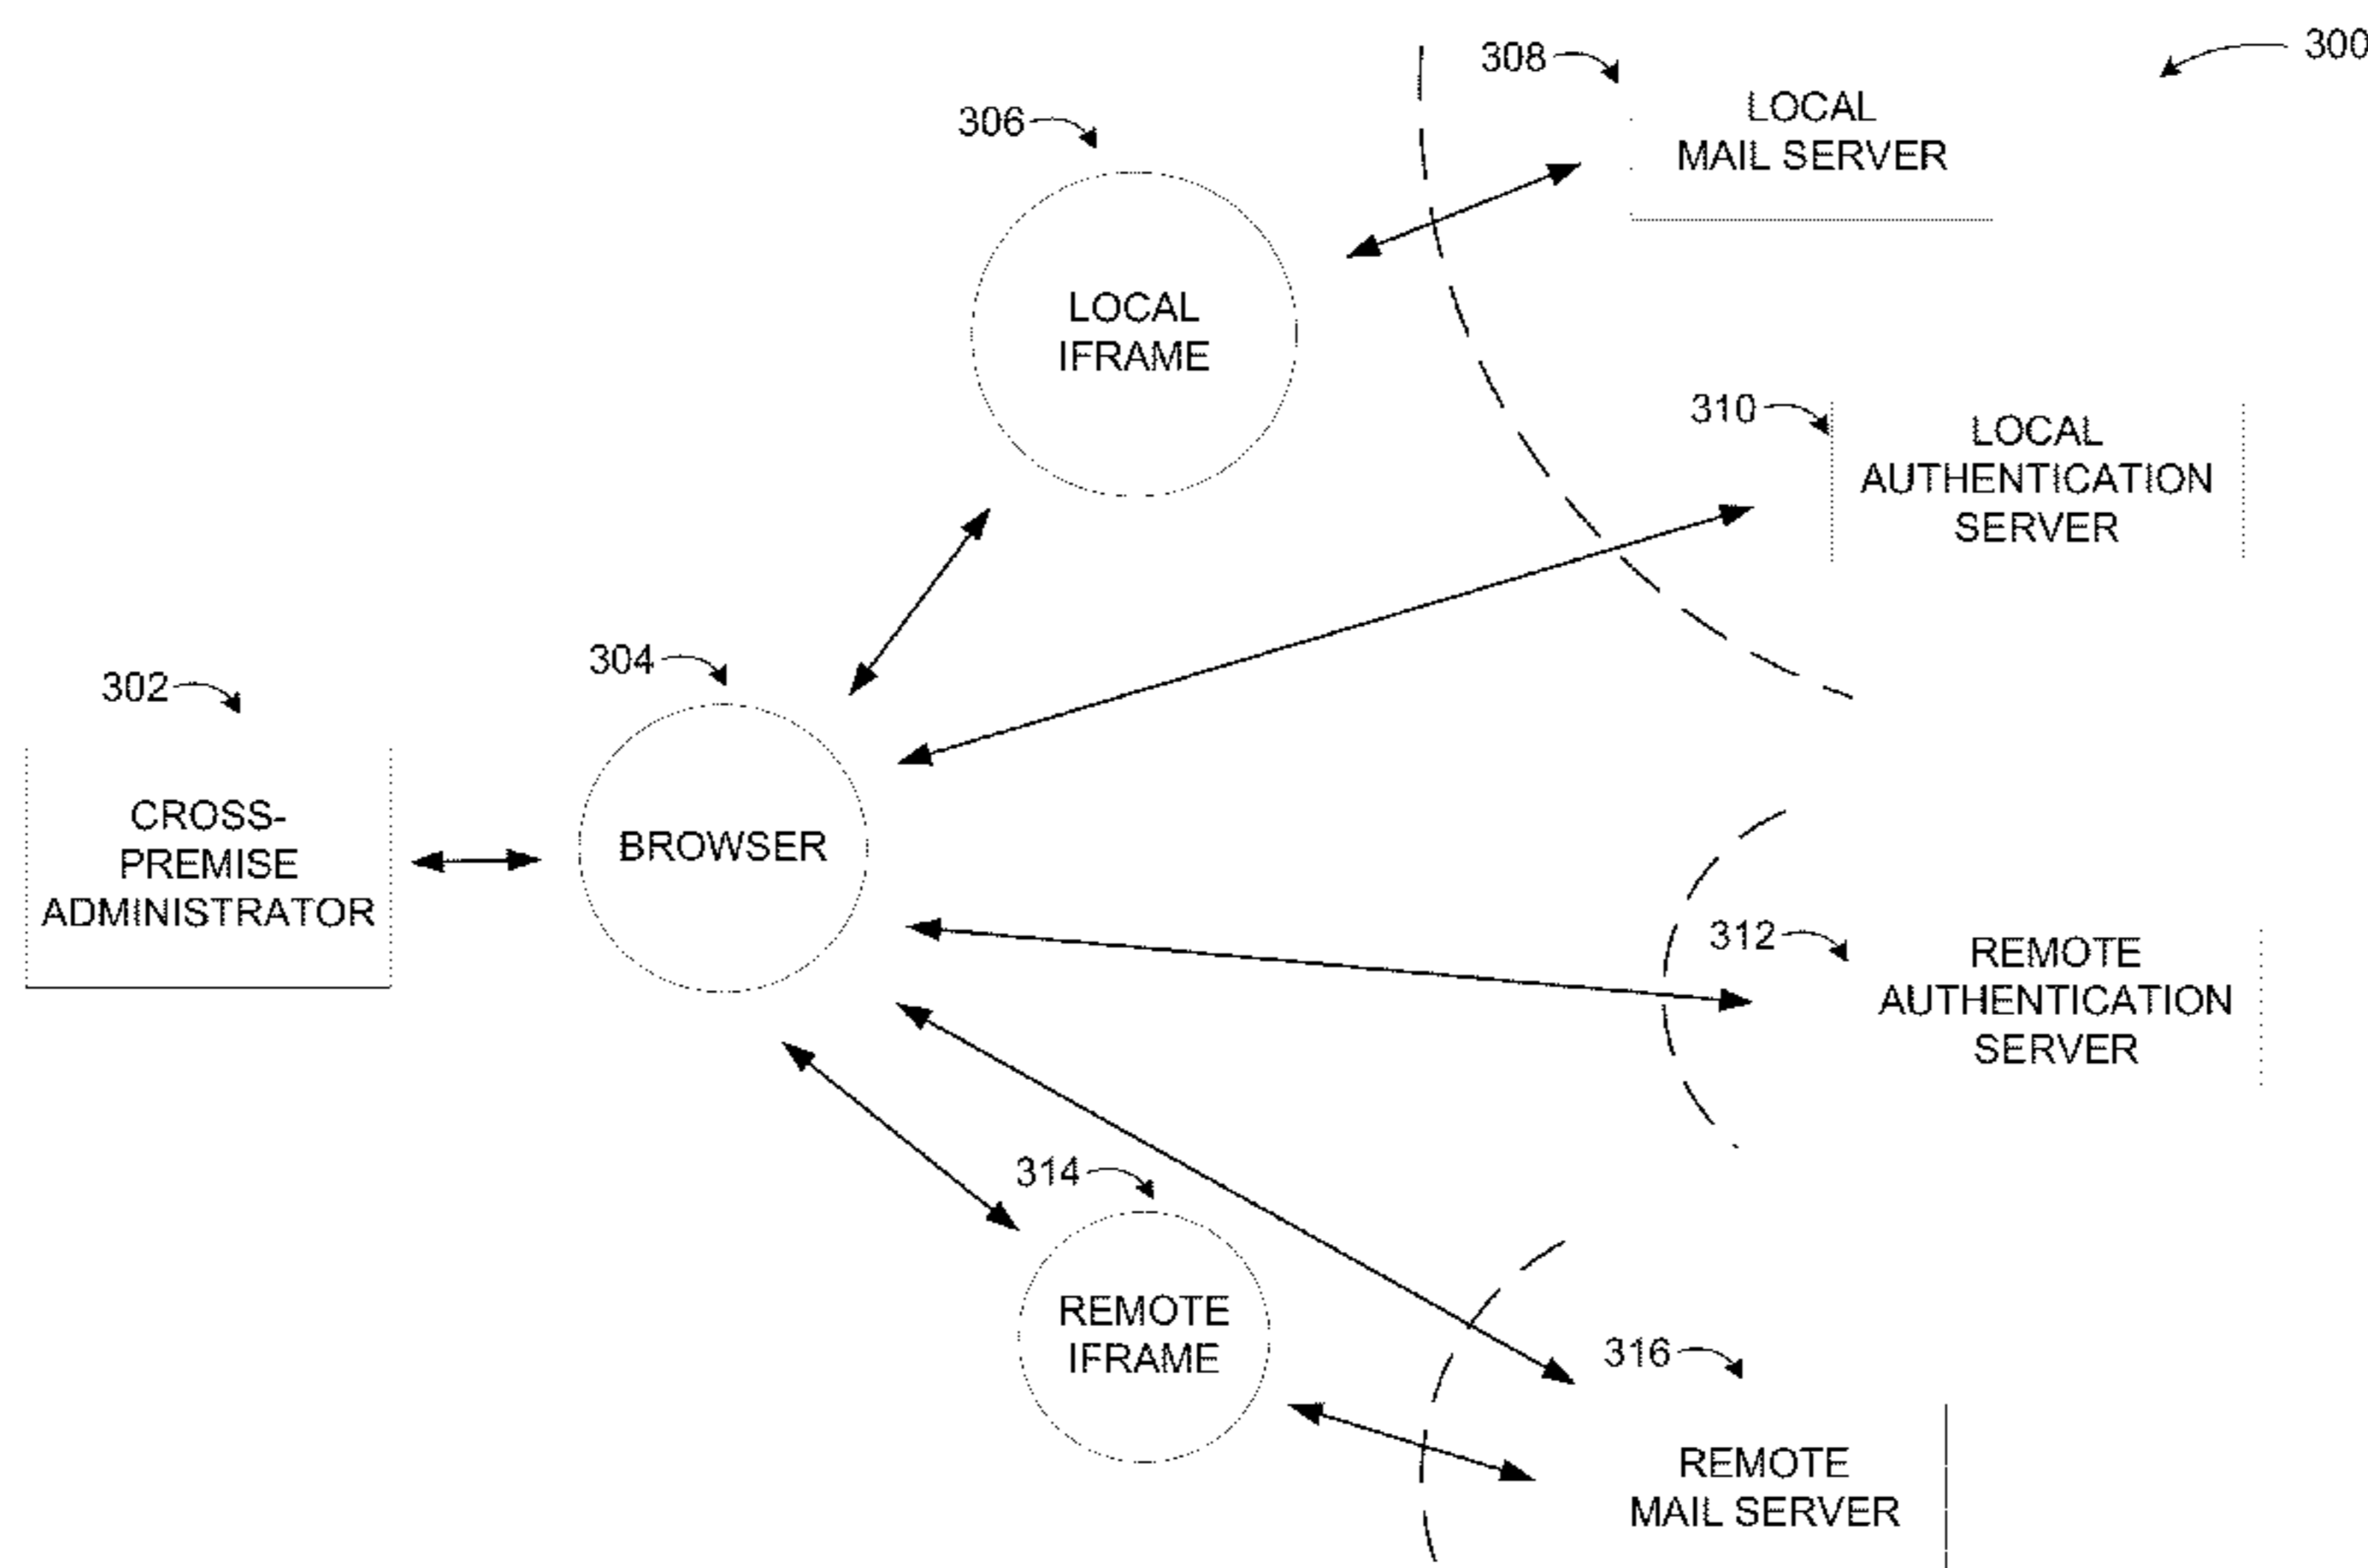 300
308
LOCAL
MAIL SERVER
306
LOCAL
IFRAME
310
LOCAL
AUTHENTICATION
SERVER
304
302
CROSS-
PREMISE
ADMINISTRATOR
BROWSER
312
REMOTE
AUTHENTICATION
SERVER
314
REMOTE
IFRAME
316
REMOTE
MAIL SERVER